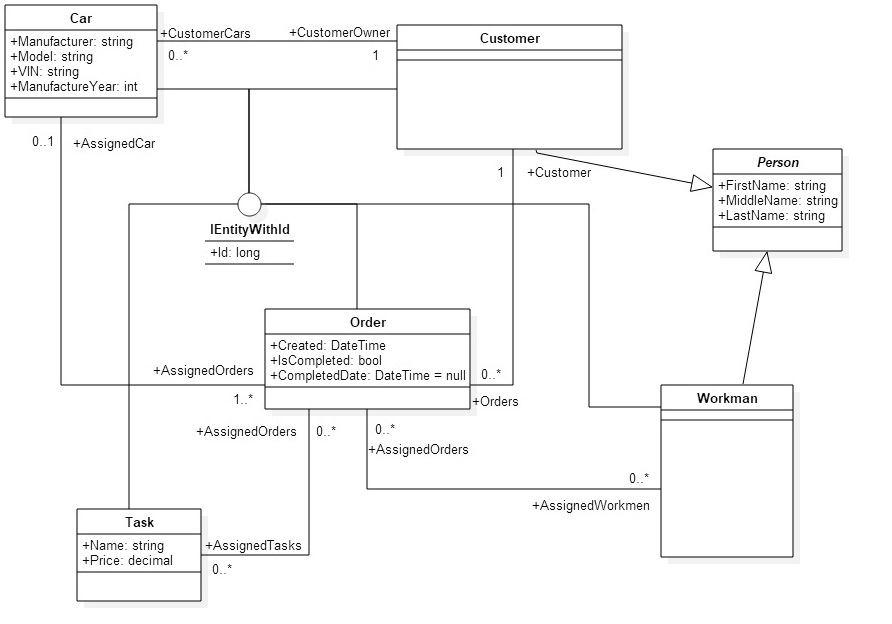 Car
+Manufacturer: string
+Model: string
+VIN: string
+ManufactureYear: int
+CustomerCars
0..*
+CustomerOwner
1
Customer
0..1
+AssignedCar
1
+Customer
Person
+FirstName: string
+MiddleName: string
+LastName: string
IEntityWithId
+Id: long
Order
+Created: DateTime
+IsCompleted: bool
+CompletedDate: DateTime = null
+AssignedOrders
1..*
0..*
+Orders
Workman
+AssignedOrders
0..*
0..*
+AssignedOrders
0..*
+AssignedWorkmen
Task
+Name: string
+Price: decimal
+AssignedTasks
0..*